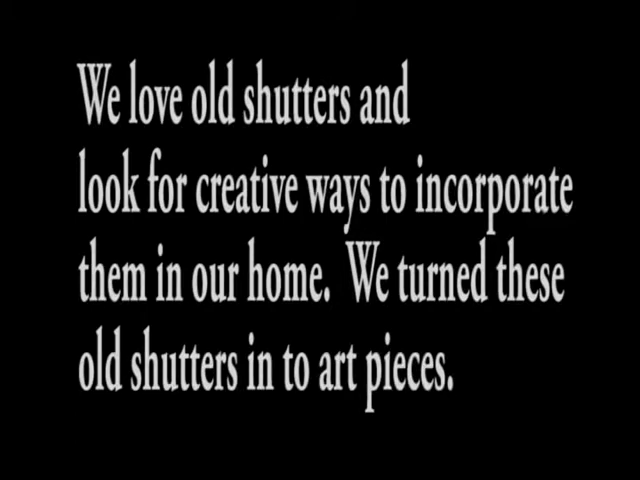 We love old shutters and
look for creative ways to incorporate
them in our home.  We turned these
old shutters in to art pieces.